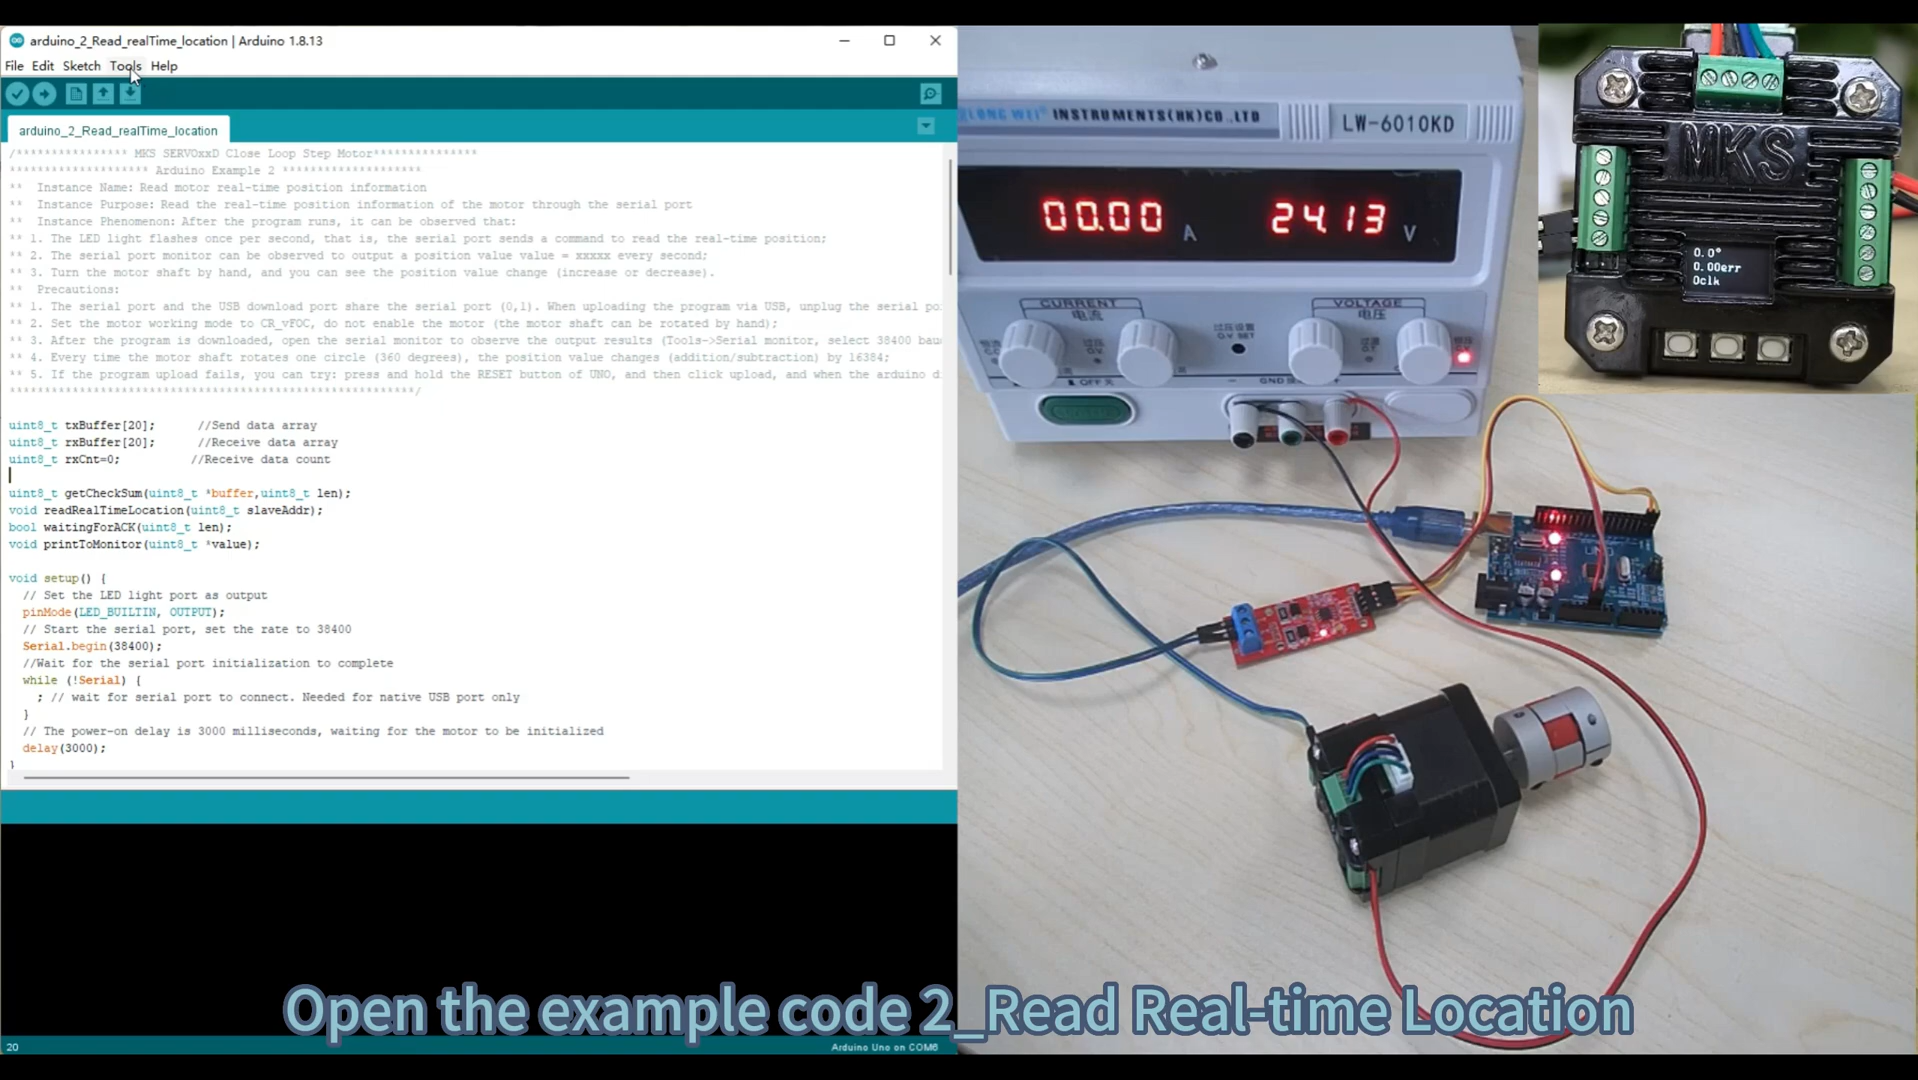 arduino_2_Read_realTime_location | Arduino 1.8.13
File Edit Sketch Tools Help
arduino_2_Read_realTime_location
/**************** MKS SERVOxxD Close Loop Step Motor***************
******************** Arduino Example 2 ********************
** Instance Name: Read motor real-time position information
** Instance Purpose: Read the real-time position information of the motor through the serial port
** Instance Phenomenon: After the program runs, it can be observed that:
** 1. The LED light flashes once per second, that is, the serial port sends a command to read the real-time position;
** 2. The serial port monitor can be observed to output a position value value = xxxxx every second;
** 3. Turn the motor shaft by hand, and you can see the position value change (increase or decrease).
** Precautions:
** 1. The serial port and the USB download port share the serial port (0,1). When uploading the program via USB, unplug the serial po
** 2. Set the motor working mode to CR_vFOC, do not enable the motor (the motor shaft can be rotated by hand);
** 3. After the program is downloaded, open the serial monitor to observe the output results (Tools->Serial monitor, select 38400 bau
** 4. Every time the motor shaft rotates one circle (360 degrees), the position value changes (addition/subtraction) by 16384;
** 5. If the program upload fails, you can try: press and hold the RESET button of UNO, and then click upload, and when the arduino d
**********************************************************/
uint8_t txBuffer[20]; //Send data array
uint8_t rxBuffer[20]; //Receive data array
uint8_t rxCnt=0; //Receive data count
uint8_t getCheckSum(uint8_t *buffer,uint8_t len);
void readRealTimeLocation(uint8_t slaveAddr);
bool waitingForACK(uint8_t len);
void printToMonitor(uint8_t *value);
void setup() {
// Set the LED light port as output
pinMode(LED_BUILTIN, OUTPUT);
// Start the serial port, set the rate to 38400
Serial.begin(38400);
//Wait for the serial port initialization to complete
while (!Serial) {
; // wait for serial port to connect. Needed for native USB port only
}
// The power-on delay is 3000 milliseconds, waiting for the motor to be initialized
delay(3000);
}
20
Arduino Uno on COM6
LONG WEI INSTRUMENTS(HK)CO.,LTD
LW-6010KD
00.00 A 24.13 V
CURRENT
电流
VOLTAGE
电压
OFF 关
MKS
0.0°
0.00err
0clk
UNO
Open the example code 2_Read Real-time Location